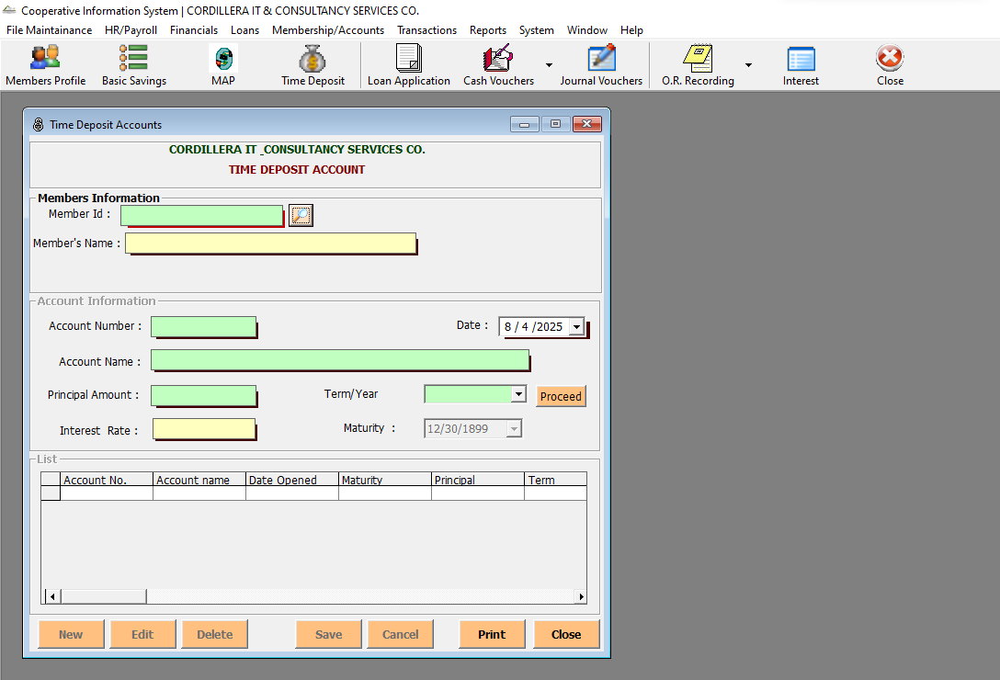 Cooperative Information System | CORDILLERA IT & CONSULTANCY SERVICES CO.
File Maintainance HR/Payroll Financials Loans Membership/Accounts Transactions Reports System Window Help
Members Profile Basic Savings MAP Time Deposit Loan Application Cash Vouchers Journal Vouchers O.R. Recording Interest Close
Time Deposit Accounts
CORDILLERA IT _CONSULTANCY SERVICES CO.
TIME DEPOSIT ACCOUNT
Members Information
Member Id :
Member's Name :
Account Information
Account Number : Date : 8 / 4 /2025
Account Name :
Principal Amount : Term/Year Proceed
Interest Rate : Maturity : 12/30/1899
List
Account No. Account name Date Opened Maturity Principal Term
New Edit Delete Save Cancel Print Close